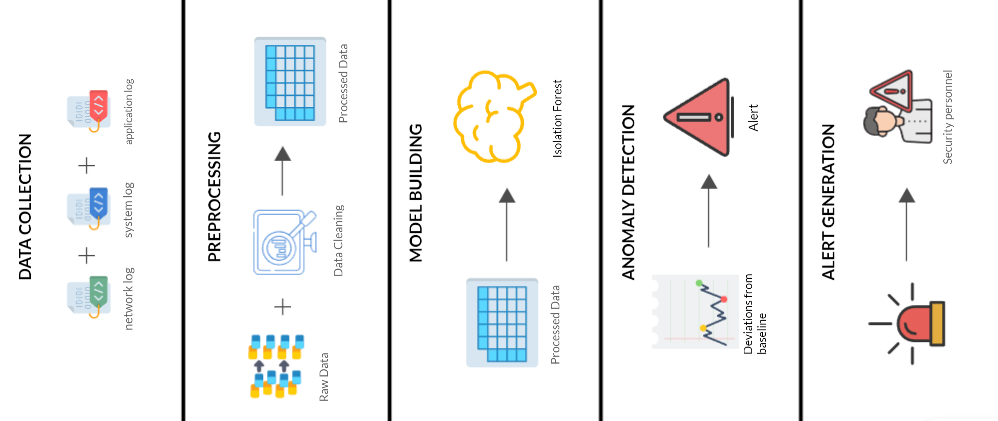 DATA COLLECTION
network log
system log
application log
PREPROCESSING
Raw Data
Data Cleaning
Processed Data
MODEL BUILDING
Processed Data
Isolation Forest
ANOMALY DETECTION
Deviations from
baseline
Alert
ALERT GENERATION
Security personnel